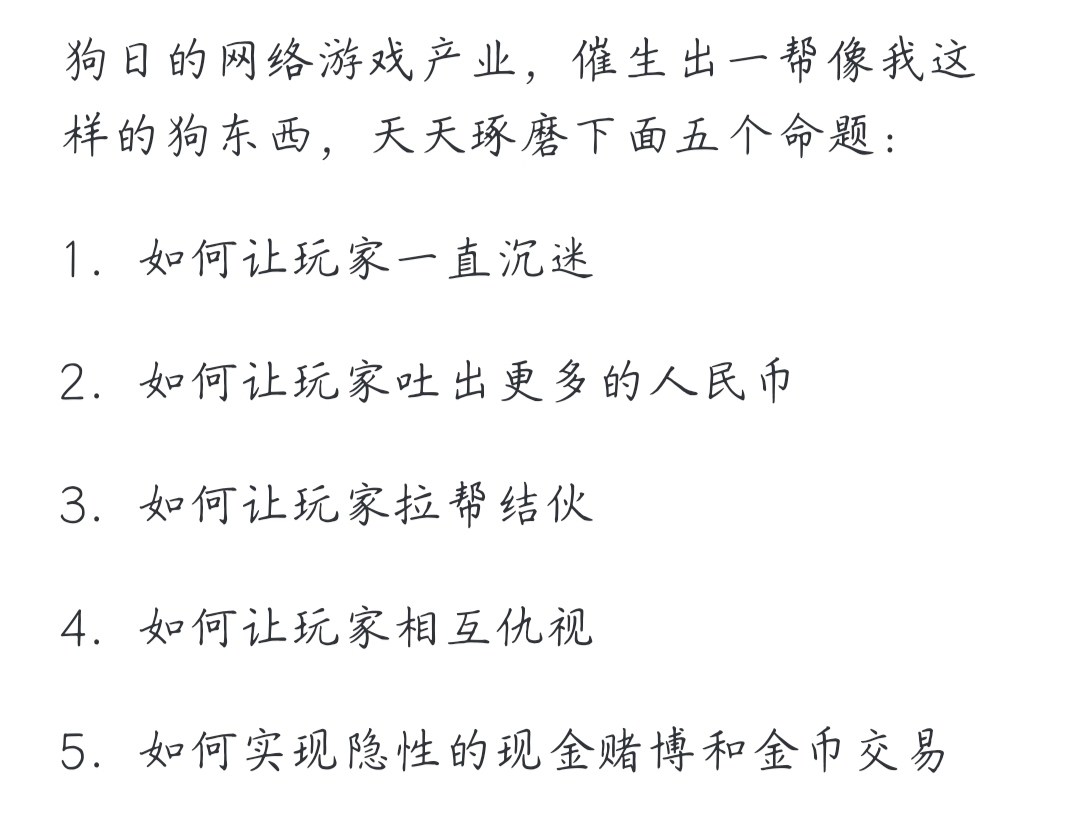 狗日的网络游戏产业，催生出一帮像我这
样的狗东西，天天琢磨下面五个命题：
1. 如何让玩家一直沉迷
2. 如何让玩家吐出更多的人民币
3. 如何让玩家拉帮结伙
4. 如何让玩家相互仇视
5. 如何实现隐性的现金赌博和金币交易